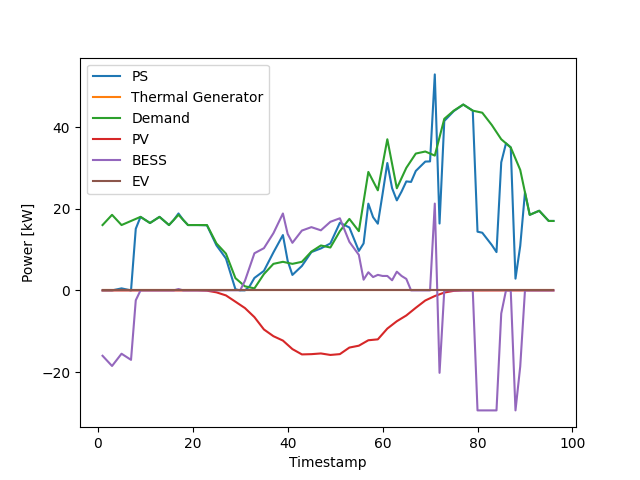 PS
Thermal Generator
Demand
PV
BESS
EV
Power [kW]
40
20
0
−20
0
20
40
60
80
100
Timestamp